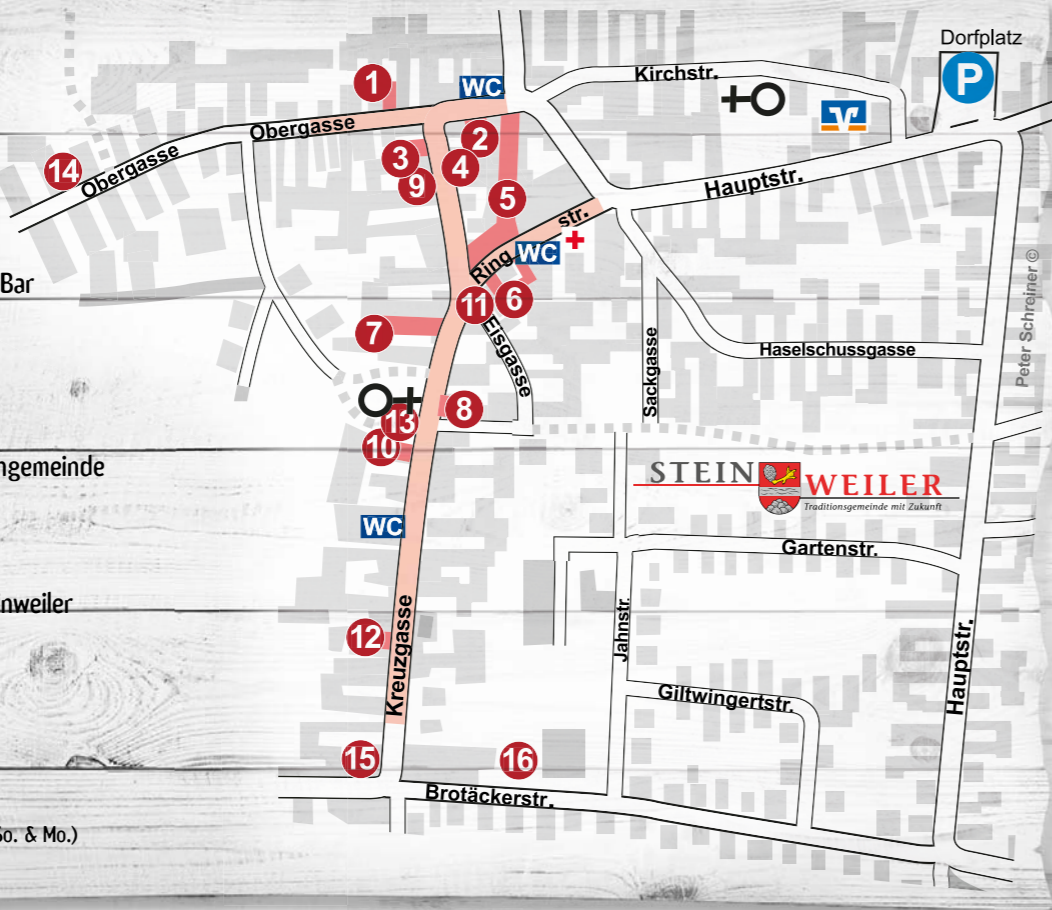 Dorfplatz
P
Kirchstr.
WC
1
Obergasse
2
3
4
14
Obergasse
9
5
Hauptstr.
str.
Ring
WC
Bar
11
6
7
Eisgasse
Sackgasse
Haselschussgasse
Peter Schreiner ©
8
13
10
ngemeinde
STEIN WEILER
Traditionsgemeinde mit Zukunft
WC
Gartenstr.
nweiler
12
Kreuzgasse
Jahnstr.
Hauptstr.
Giltwingertstr.
15
16
Brotäckerstr.
So. & Mo.)